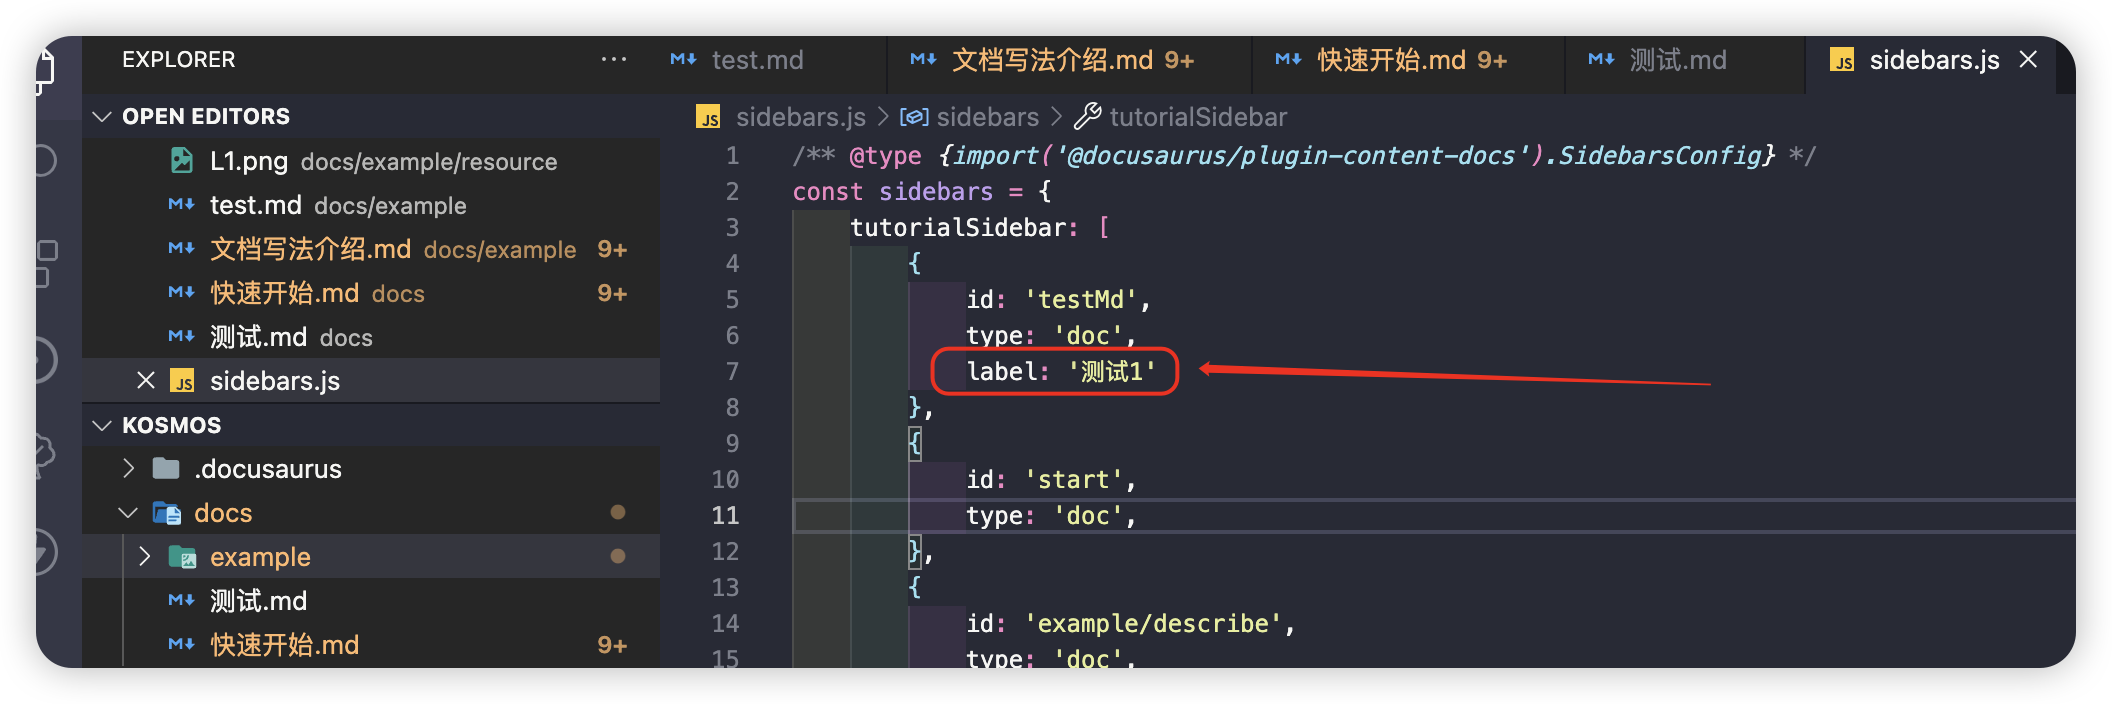 EXPLORER ···
OPEN EDITORS
L1.png docs/example/resource
test.md docs/example
文档写法介绍.md docs/example 9+
快速开始.md docs 9+
测试.md docs
sidebars.js
KOSMOS
.docusaurus
docs
example
测试.md
快速开始.md 9+
test.md 文档写法介绍.md 9+ 快速开始.md 9+ 测试.md JS sidebars.js
JS sidebars.js > sidebars > tutorialSidebar
1 /** @type {import('@docusaurus/plugin-content-docs').SidebarsConfig} */
2 const sidebars = {
3 tutorialSidebar: [
4 {
5 id: 'testMd',
6 type: 'doc',
7 label: '测试1'
8 },
9 {
10 id: 'start',
11 type: 'doc',
12 },
13 {
14 id: 'example/describe',
15 type: 'doc',